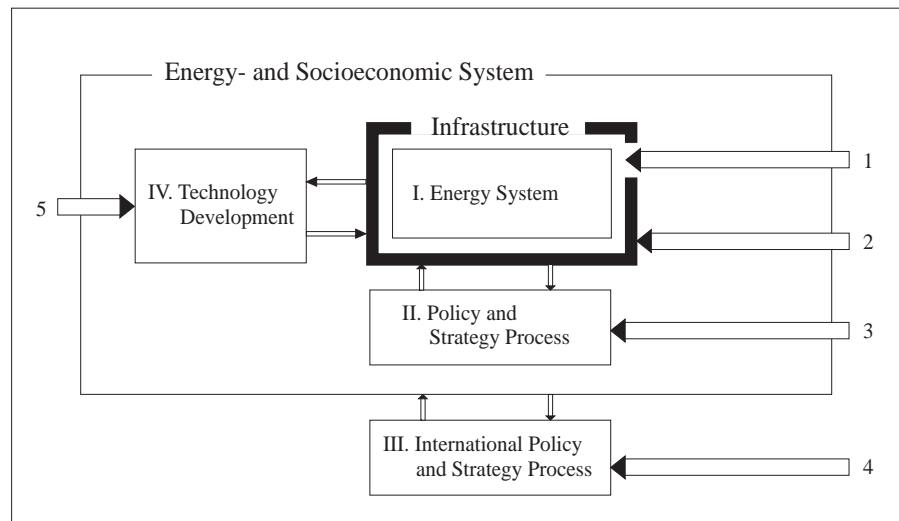 Energy- and Socioeconomic System
Infrastructure
1
IV. Technology
Development
I. Energy System
5
2
II. Policy and
Strategy Process
3
III. International Policy
and Strategy Process
4